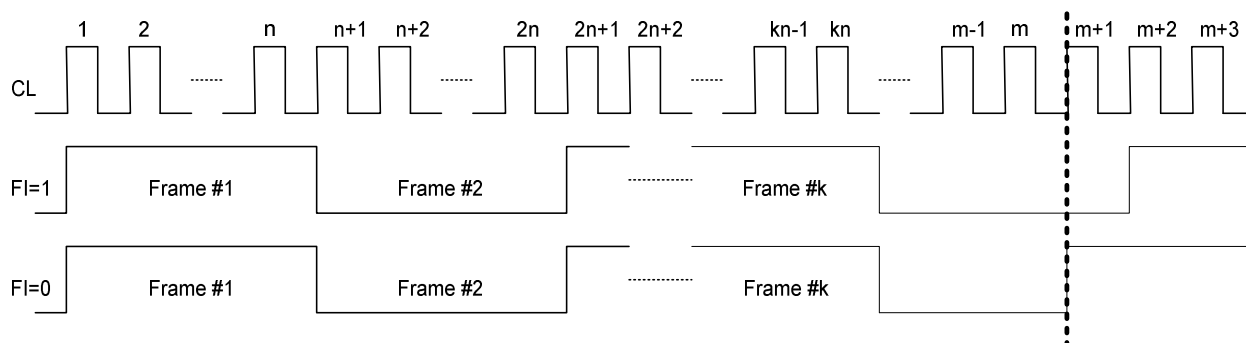 1 2 n n+1 n+2 2n 2n+1 2n+2 kn-1 kn m-1 m m+1 m+2 m+3
CL
FI=1 Frame #1 Frame #2 Frame #k
FI=0 Frame #1 Frame #2 Frame #k